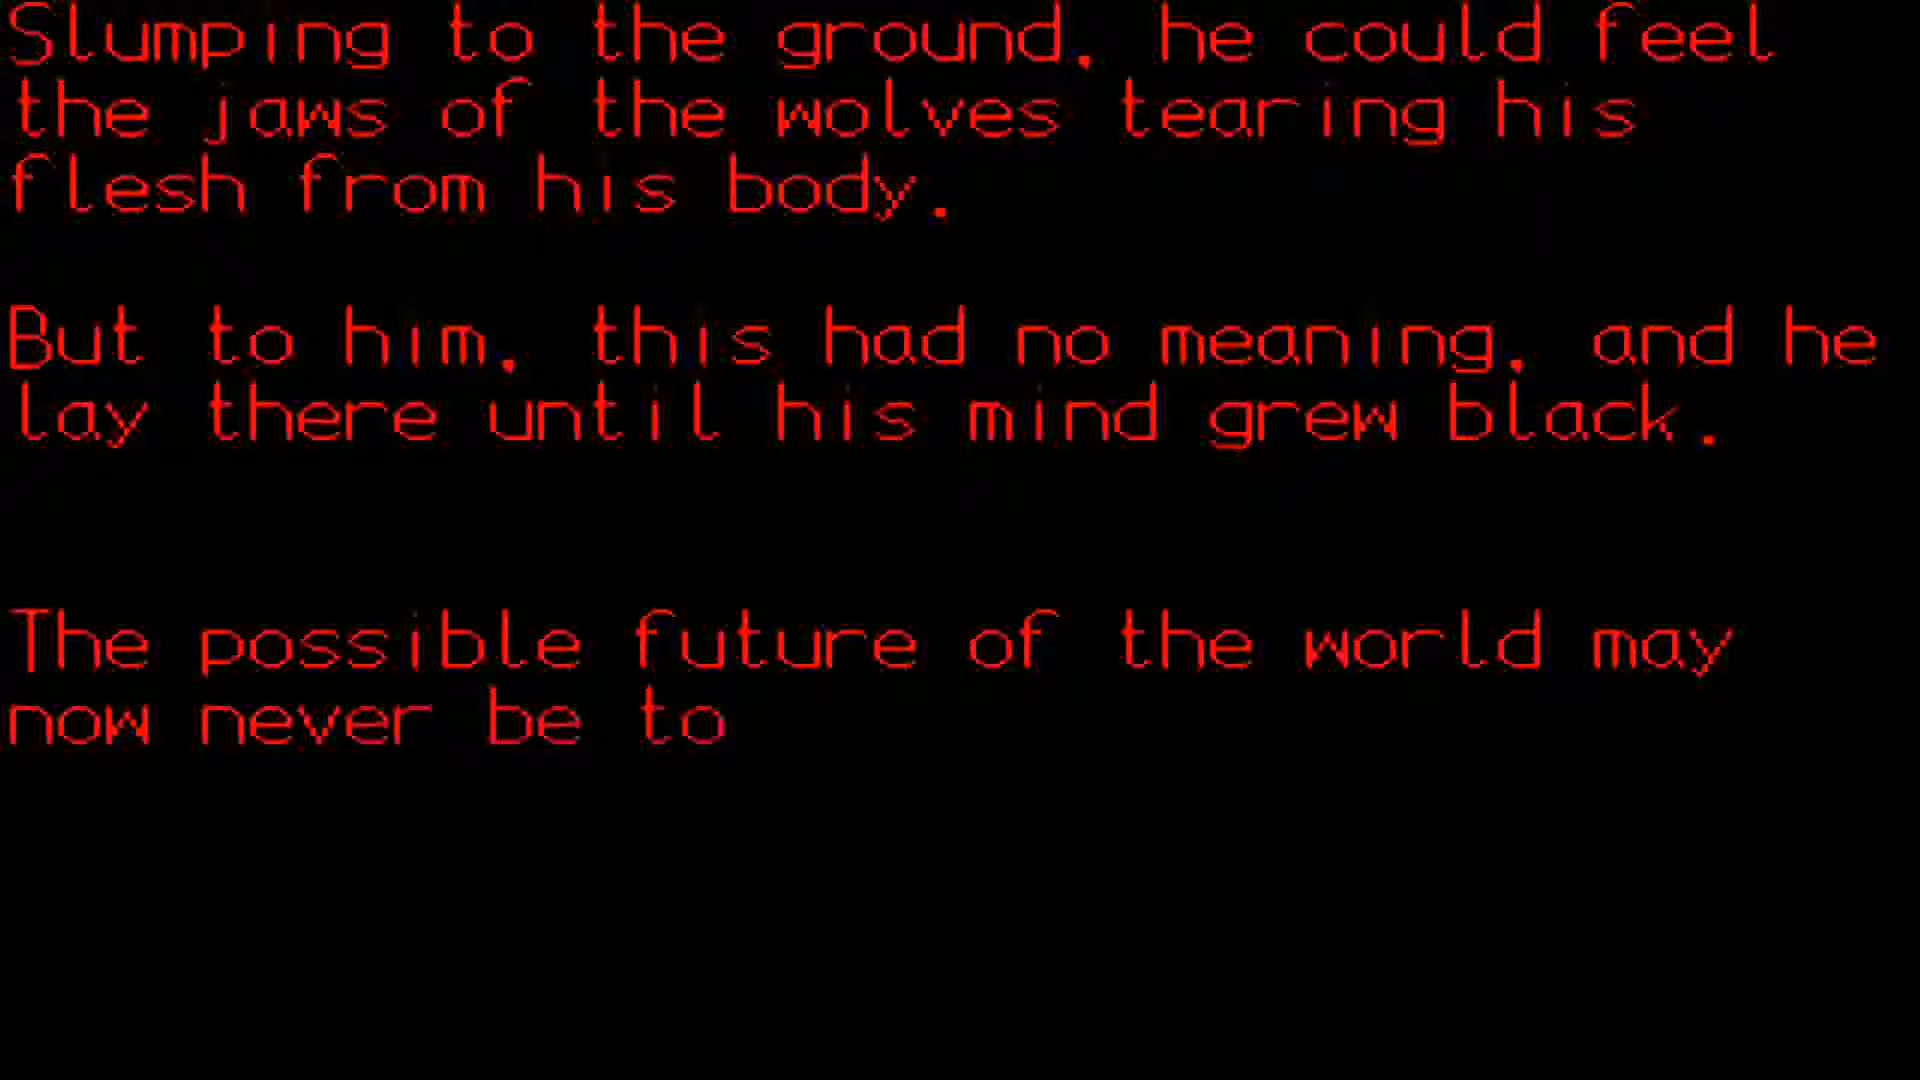 Slumping to the ground, he could feel
the jaws of the wolves tearing his
flesh from his body.
But to him, this had no meaning, and he
lay there until his mind grew black.
The possible future of the world may
now never be to